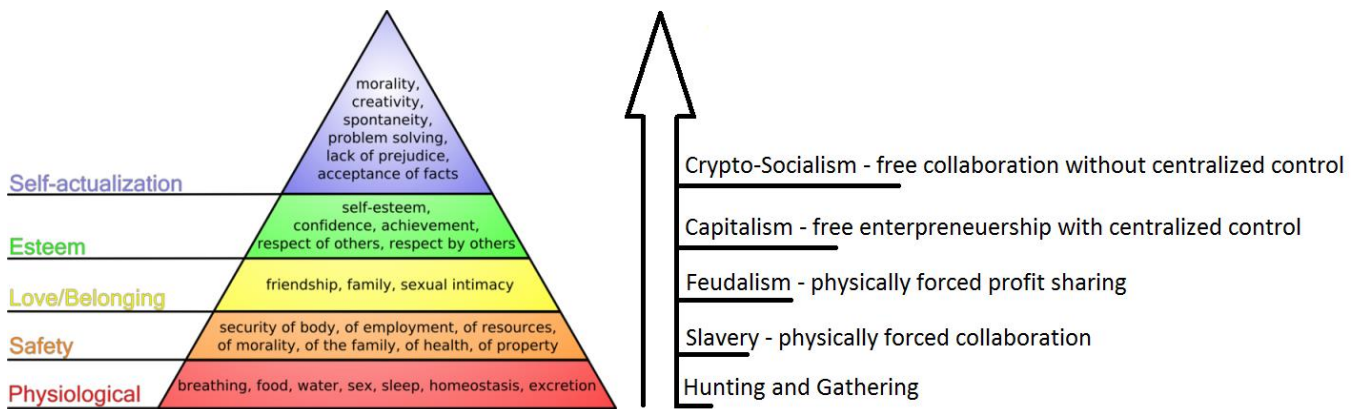 morality,
creativity,
spontaneity,
problem solving,
lack of prejudice,
acceptance of facts
Self-actualization
self-esteem,
confidence, achievement,
respect of others, respect by others
Esteem
friendship, family, sexual intimacy
Love/Belonging
security of body, of employment, of resources,
of morality, of the family, of health, of property
Safety
breathing, food, water, sex, sleep, homeostasis, excretion
Physiological
Crypto-Socialism - free collaboration without centralized control
Capitalism - free enterpreneuership with centralized control
Feudalism - physically forced profit sharing
Slavery - physically forced collaboration
Hunting and Gathering